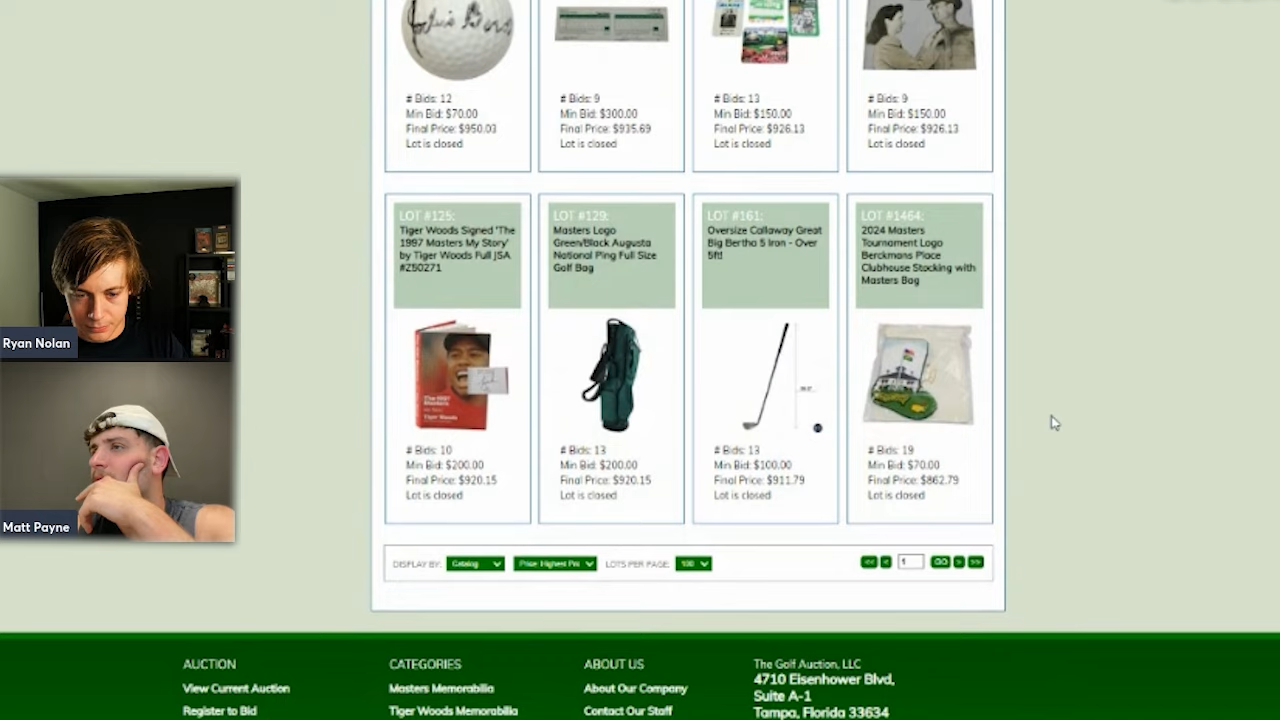 # Bids: 12
Min Bid: $70.00
Final Price: $950.03
Lot is closed
# Bids: 9
Min Bid: $300.00
Final Price: $935.69
Lot is closed
# Bids: 13
Min Bid: $150.00
Final Price: $926.13
Lot is closed
# Bids: 9
Min Bid: $150.00
Final Price: $926.13
Lot is closed
LOT #125:
Tiger Woods Signed 'The
1997 Masters My Story'
by Tiger Woods Full JSA
#Z50271
# Bids: 10
Min Bid: $200.00
Final Price: $920.15
Lot is closed
LOT #129:
Masters Logo
Green/Black Augusta
National Ping Full Size
Golf Bag
# Bids: 13
Min Bid: $200.00
Final Price: $920.15
Lot is closed
LOT #161:
Oversize Callaway Great
Big Bertha 5 Iron - Over
5ft!
# Bids: 13
Min Bid: $100.00
Final Price: $911.79
Lot is closed
LOT #1464:
2024 Masters
Tournament Logo
Berckmans Place
Clubhouse Stocking with
Masters Bag
# Bids: 19
Min Bid: $70.00
Final Price: $862.79
Lot is closed
Ryan Nolan
Matt Payne
DISPLAY BY: Catalog Price: Highest LOTS PER PAGE: 100 << < 1 GO > >>
AUCTION
View Current Auction
Register to Bid
CATEGORIES
Masters Memorabilia
Tiger Woods Memorabilia
ABOUT US
About Our Company
Contact Our Staff
The Golf Auction, LLC
4710 Eisenhower Blvd,
Suite A-1
Tampa, Florida 33634